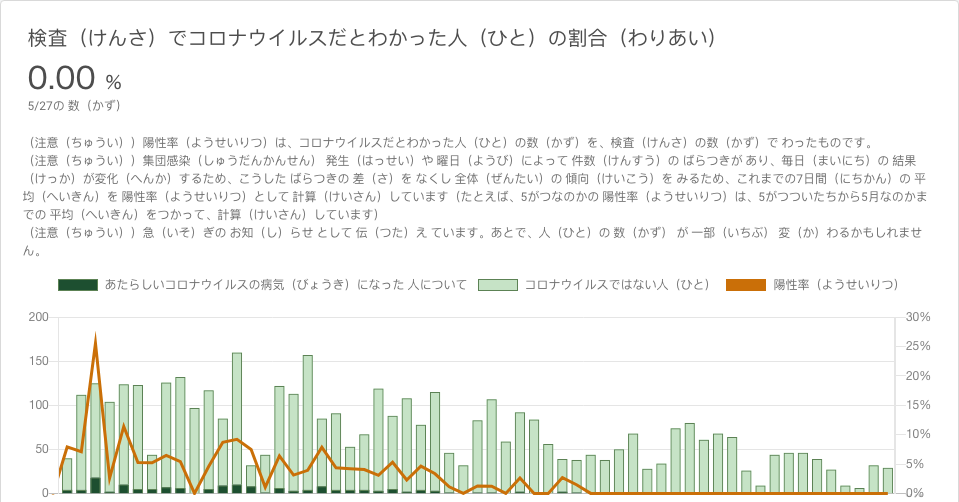 検査（けんさ）でコロナウイルスだとわかった人（ひと）の割合（わりあい）
0.00 %
5/27の 数（かず）
（注意（ちゅうい））陽性率（ようせいりつ）は、コロナウイルスだとわかった人（ひと）の数（かず）を、検査（けんさ）の数（かず）で わったものです。
（注意（ちゅうい））集団感染（しゅうだんかんせん） 発生（はっせい）や 曜日（ようび）によって 件数（けんすう）の ばらつきが あり、毎日（まいにち）の 結果
（けっか）が変化（へんか）するため、こうした ばらつきの 差（さ）を なくし 全体（ぜんたい）の 傾向（けいこう）を みるため、これまでの7日間（にちかん）の 平
均（へいきん）を 陽性率（ようせいりつ）として 計算（けいさん）しています（たとえば、5がつなのかの 陽性率（ようせいりつ）は、5がつついたちから5月なのかま
での 平均（へいきん）をつかって、計算（けいさん）しています）
（注意（ちゅうい））急（いそ）ぎの お知（し）らせ として 伝（つた）え ています。あとで、人（ひと）の 数（かず） が 一部（いちぶ） 変（か）わるかもしれませ
ん。
あたらしいコロナウイルスの病気（びょうき）になった 人について コロナウイルスではない人（ひと） 陽性率（ようせいりつ）
200 30%
25%
150
20%
100 15%
10%
50
5%
0 0%